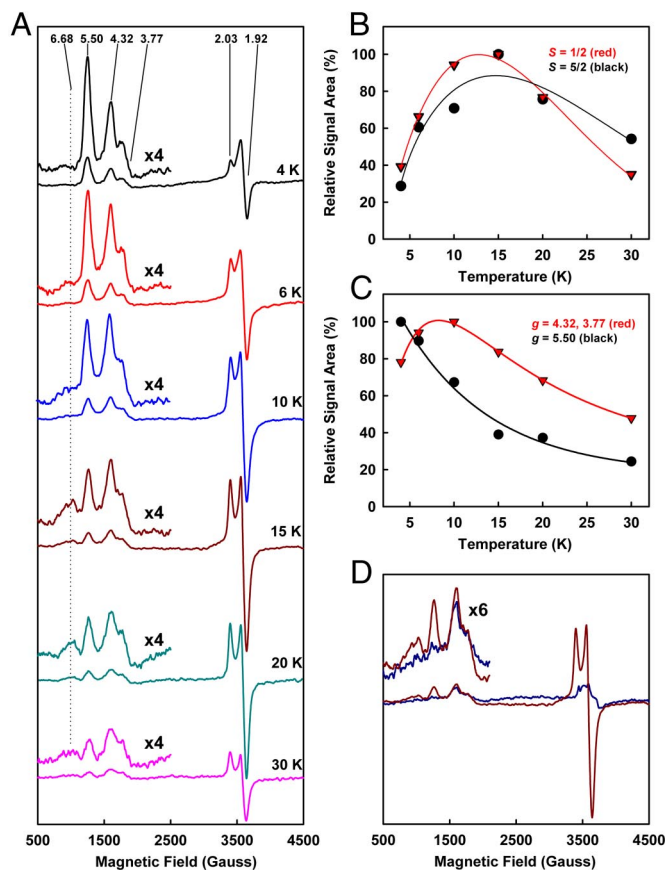 A
6.68 5.50 4.32 3.77 2.03 1.92
x4
4 K
x4
6 K
x4
10 K
x4
15 K
x4
20 K
x4
30 K
500 1500 2500 3500 4500
Magnetic Field (Gauss)
B
Relative Signal Area (%)
100
80
60
40
20
0
S = 1/2 (red)
S = 5/2 (black)
5 10 15 20 25 30
Temperature (K)
C
Relative Signal Area (%)
100
80
60
40
20
0
g = 4.32, 3.77 (red)
g = 5.50 (black)
5 10 15 20 25 30
Temperature (K)
D
x6
500 1500 2500 3500 4500
Magnetic Field (Gauss)